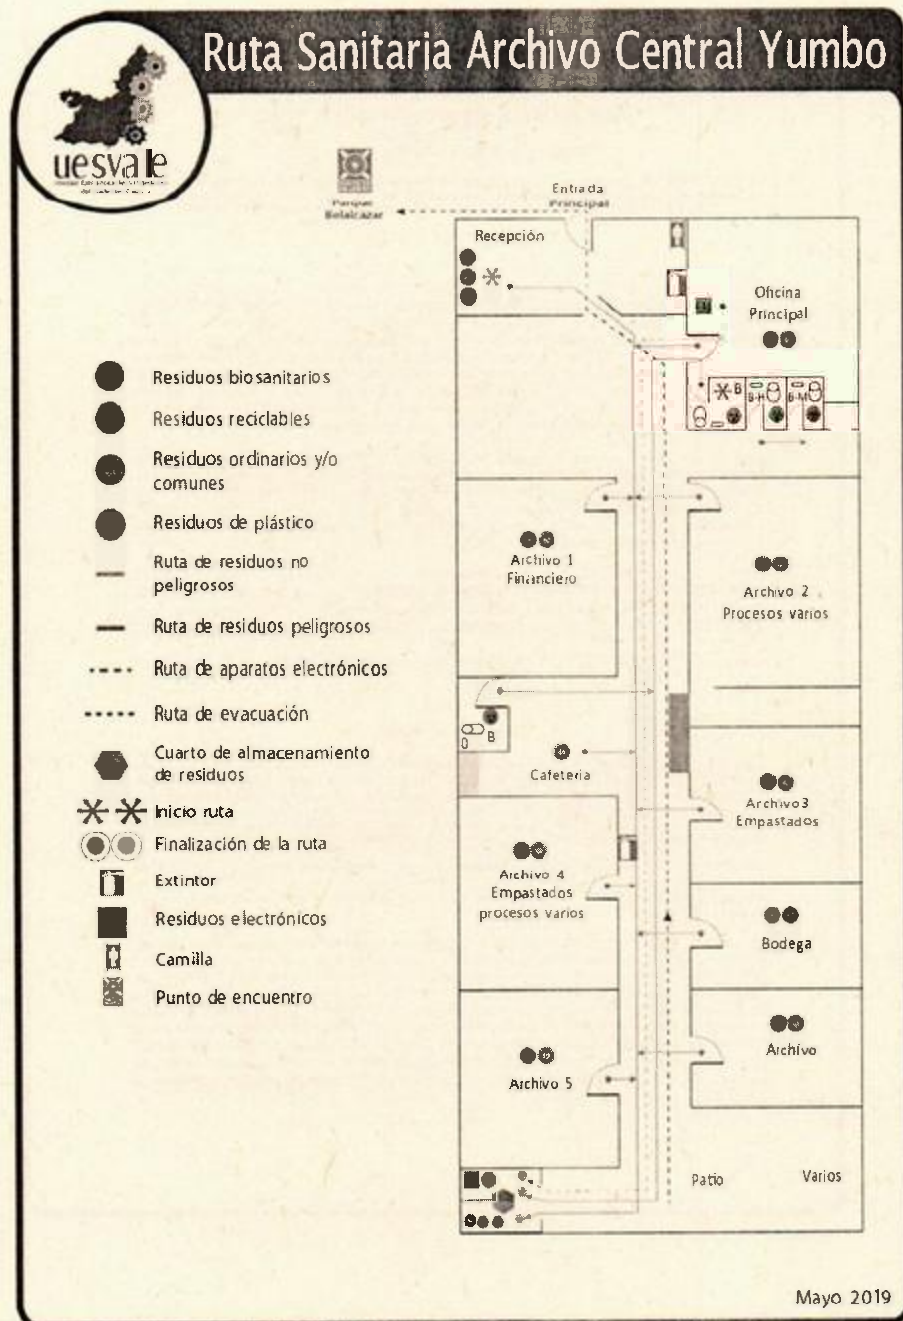 Ruta Sanitaria Archivo Central Yumbo
uesvalle
Parque
Belalcazar
Entrada
Principal
Recepción
Oficina
Principal
B
B-H
B-M
Residuos biosanitarios
Residuos reciclables
Residuos ordinarios y/o
comunes
Residuos de plástico
Ruta de residuos no
peligrosos
Ruta de residuos peligrosos
Ruta de aparatos electrónicos
Ruta de evacuación
Cuarto de almacenamiento
de residuos
Inicio ruta
Finalización de la ruta
Extintor
Residuos electrónicos
Camilla
Punto de encuentro
Archivo 1
Financiero
Archivo 2
Procesos varios
B
Cafeteria
Archivo 3
Empastados
Archivo 4
Empastados
procesos varios
Bodega
Archivo
Archivo 5
Patio
Varios
Mayo 2019